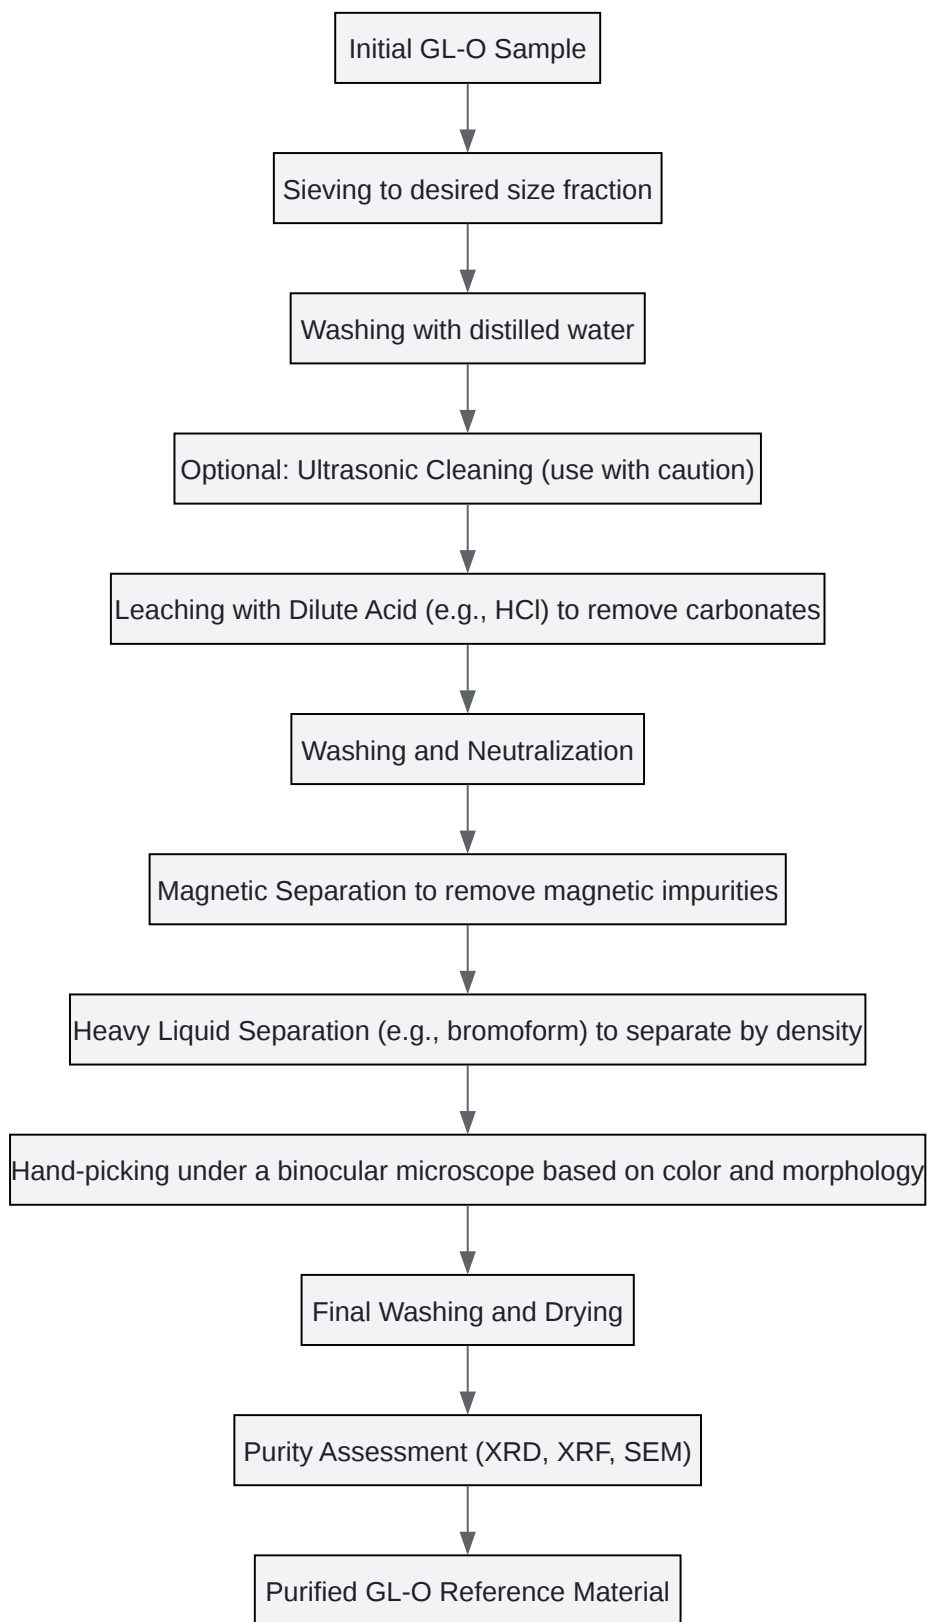 Initial GL-O Sample
Sieving to desired size fraction
Washing with distilled water
Optional: Ultrasonic Cleaning (use with caution)
Leaching with Dilute Acid (e.g., HCl) to remove carbonates
Washing and Neutralization
Magnetic Separation to remove magnetic impurities
Heavy Liquid Separation (e.g., bromoform) to separate by density
Hand-picking under a binocular microscope based on color and morphology
Final Washing and Drying
Purity Assessment (XRD, XRF, SEM)
Purified GL-O Reference Material